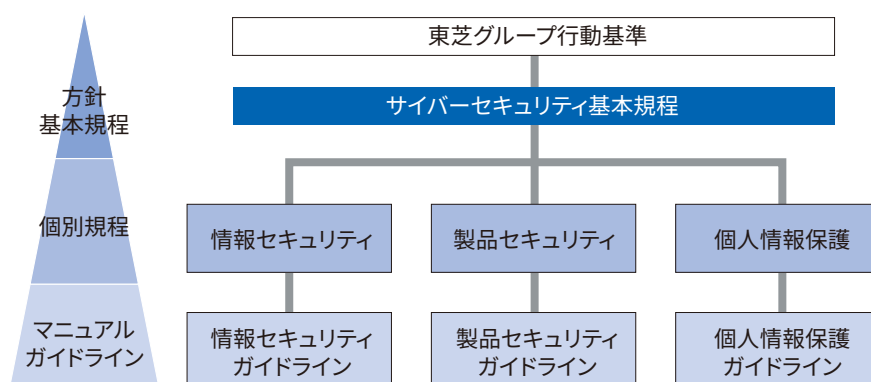 東芝グループ行動基準
サイバーセキュリティ基本規程
方針
基本規程
個別規程
情報セキュリティ
製品セキュリティ
個人情報保護
マニュアル
ガイドライン
情報セキュリティ
ガイドライン
製品セキュリティ
ガイドライン
個人情報保護
ガイドライン